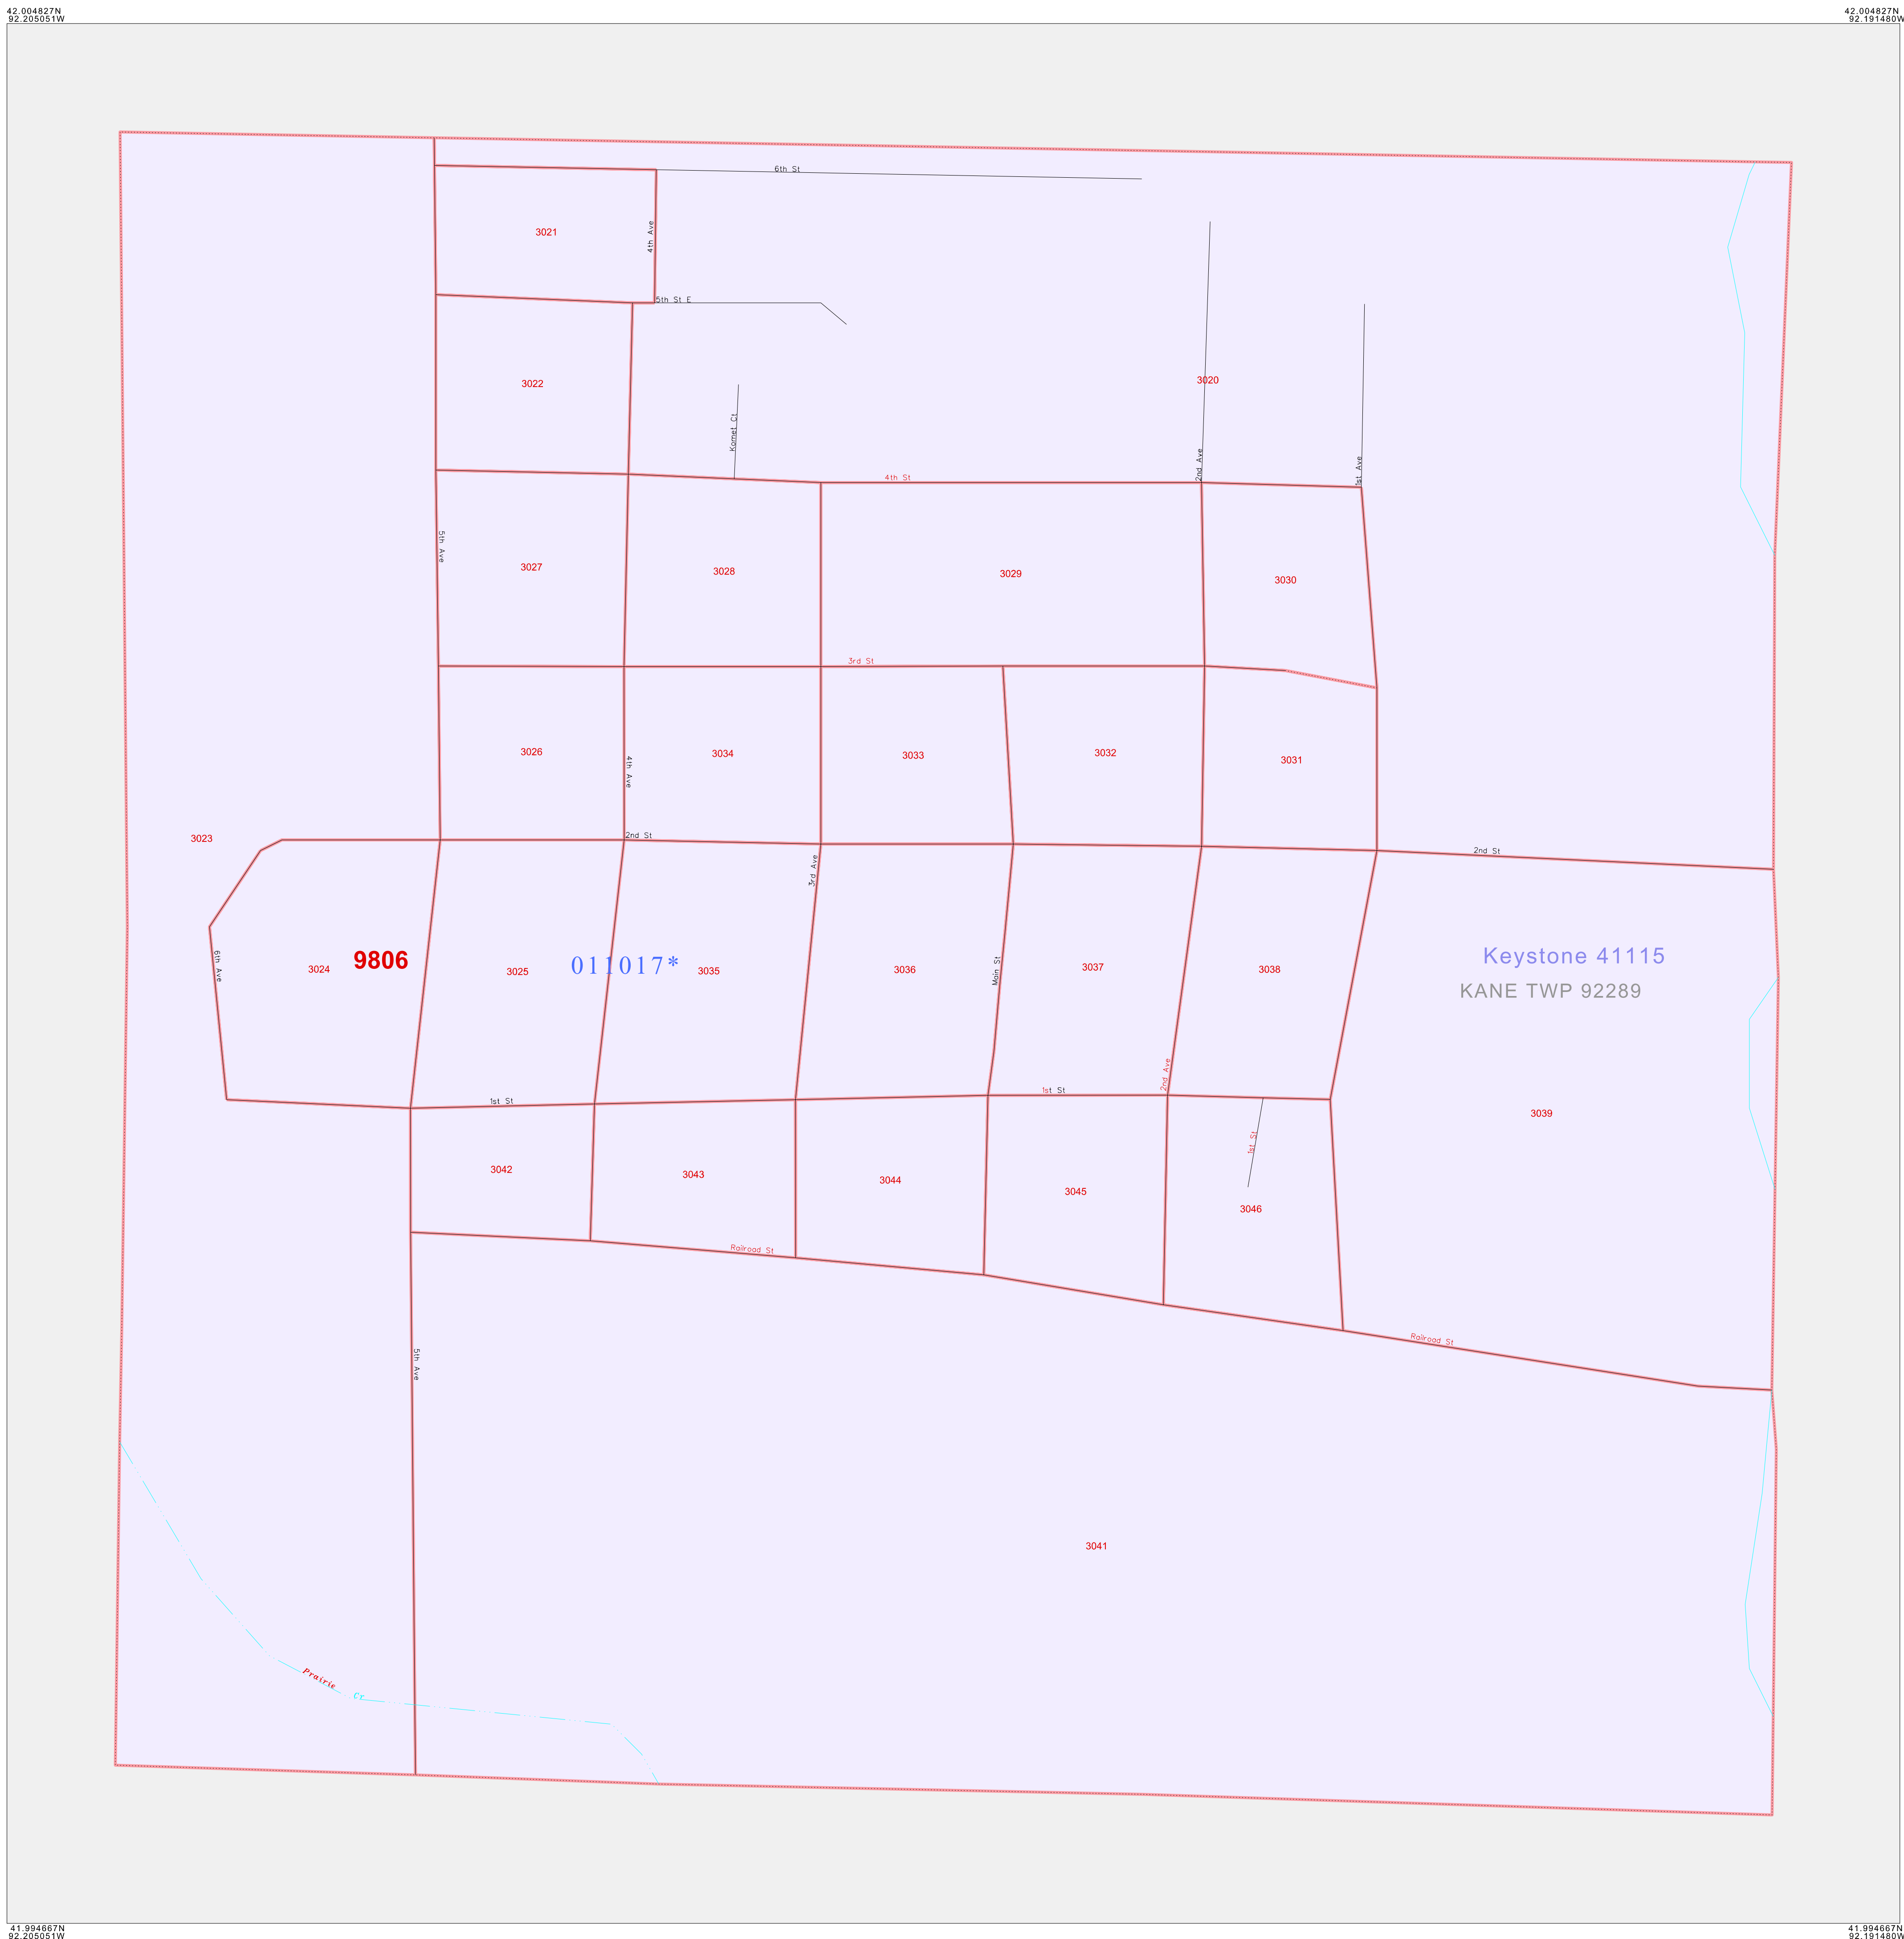 42.004827N
92.205051W
42.004827N
92.191480W
6th St
3021
4th Ave
5th St E
3022
3020
Komet Ct
2nd Ave
1st Ave
4th St
5th Ave
3027
3028
3029
3030
3rd St
3026
4th Ave
3034
3033
3032
3031
3023
2nd St
2nd St
3rd Ave
6th Ave
3024
9806
3025
011017*
3035
3036
Main St
3037
3038
Keystone 41115
KANE TWP 92289
2nd Ave
1st St
1st St
3039
1st St
3042
3043
3044
3045
3046
Railroad St
Railroad St
5th Ave
3041
Prairie Cr
41.994667N
92.205051W
41.994667N
92.191480W